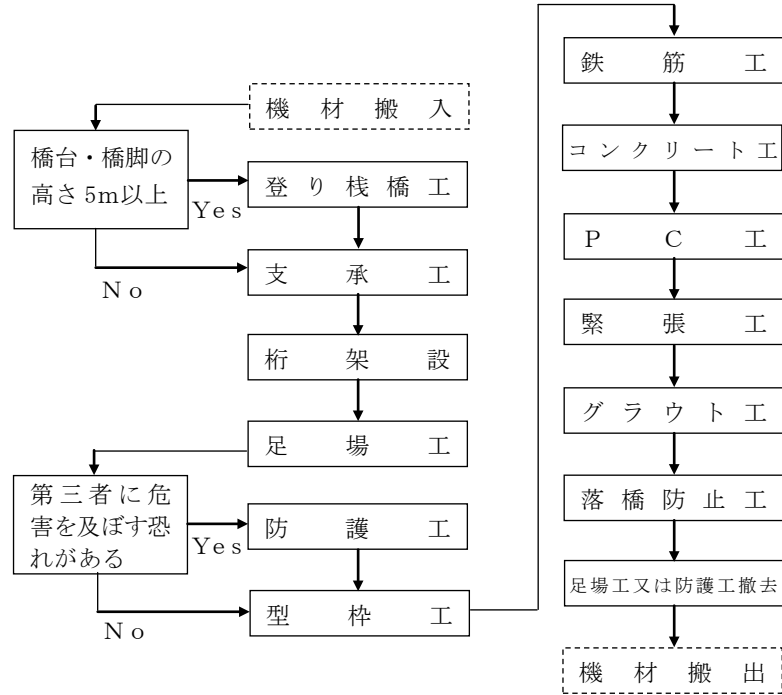 機材搬入
橋台・橋脚の
高さ5m以上
Yes
No
登り桟橋工
支承工
桁架設
足場工
第三者に危
害を及ぼす恐
れがある
Yes
No
防護工
型枠工
鉄筋工
コンクリート工
PC工
緊張工
グラウト工
落橋防止工
足場工又は防護工撤去
機材搬出